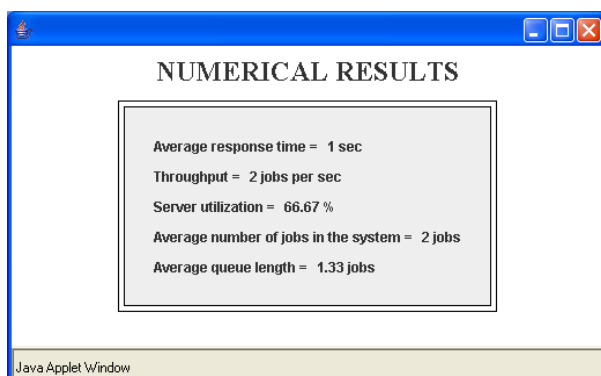 NUMERICAL RESULTS
Average response time = 1 sec
Throughput = 2 jobs per sec
Server utilization = 66.67 %
Average number of jobs in the system = 2 jobs
Average queue length = 1.33 jobs
Java Applet Window